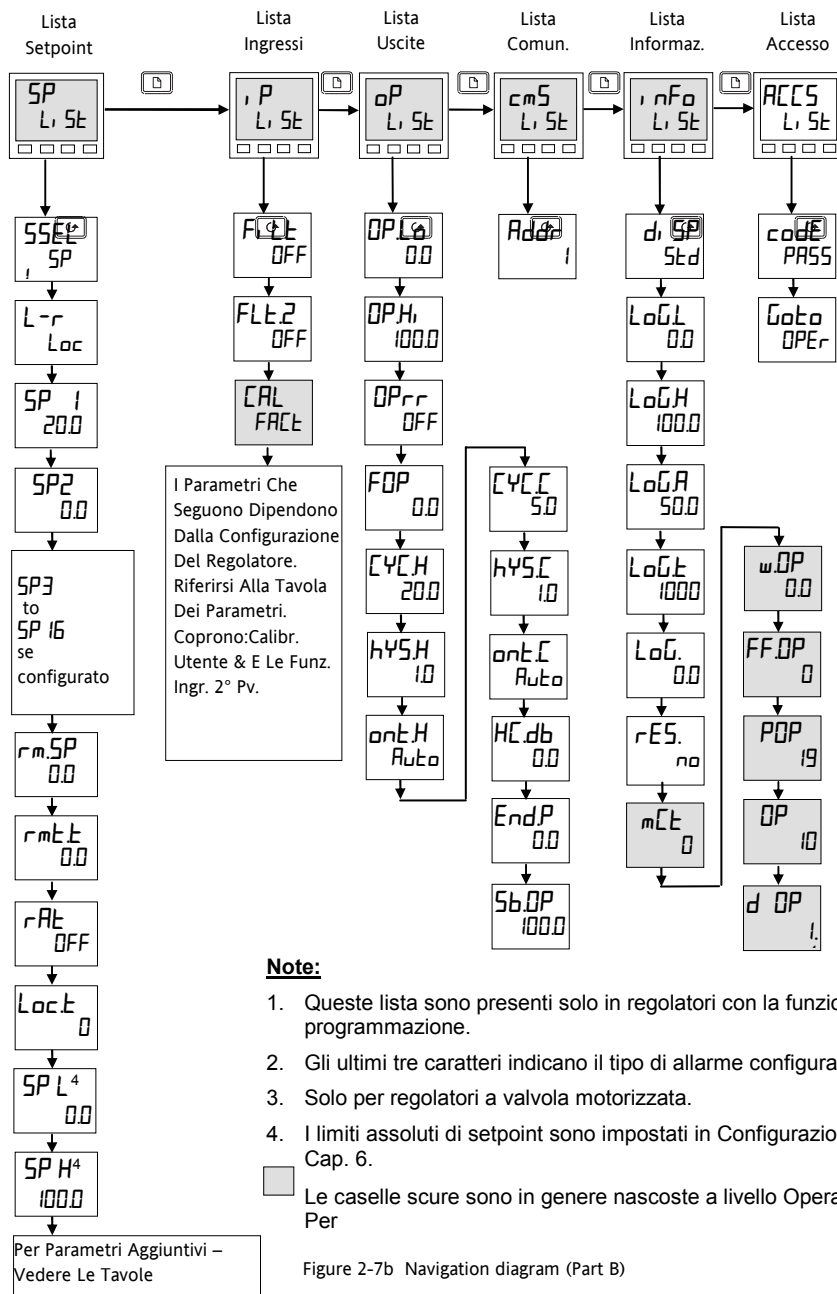 Lista
Setpoint
Lista
Ingressi
Lista
Uscite
Lista
Comun.
Lista
Informaz.
Lista
Accesso
SP
LiSt
iP
LiSt
oP
LiSt
cmS
LiSt
inFo
LiSt
ACCS
LiSt
SSEL
SP
1
L-r
Loc
SP 1
20.0
SP2
0.0
SP3
to
SP 16
se
configurato
rm.SP
0.0
rmt.t
0.0
rAt
OFF
Loc.t
0
SP L⁴
0.0
SP H⁴
100.0
Per Parametri Aggiuntivi –
Vedere Le Tavole
FiLt
OFF
FLt.2
OFF
CAL
FACt
I Parametri Che
Seguono Dipendono
Dalla Configurazione
Del Regolatore.
Riferirsi Alla Tavola
Dei Parametri.
Coprono:Calibr.
Utente & E Le Funz.
Ingr. 2° Pv.
OP.Lo
0.0
OP.Hi
100.0
OPrr
OFF
FOP
0.0
CYC.H
20.0
hYS.H
1.0
ont.H
Auto
Addr
1
CYC.C
5.0
hYS.C
1.0
ont.C
Auto
HC.db
0.0
End.P
0.0
Sb.OP
100.0
diSP
Std
LoG.L
0.0
LoG.H
100.0
LoG.A
50.0
LoG.t
1000
LoG.
0.0
rES.
no
mCt
0
codE
PASS
Goto
OPEr
w.OP
0.0
FF.OP
0
POP
19
OP
10
d OP
1.
Note:
1. Queste lista sono presenti solo in regolatori con la funzio
programmazione.
2. Gli ultimi tre caratteri indicano il tipo di allarme configura
3. Solo per regolatori a valvola motorizzata.
4. I limiti assoluti di setpoint sono impostati in Configurazio
Cap. 6.
Le caselle scure sono in genere nascoste a livello Opera
Per
Figure 2-7b Navigation diagram (Part B)